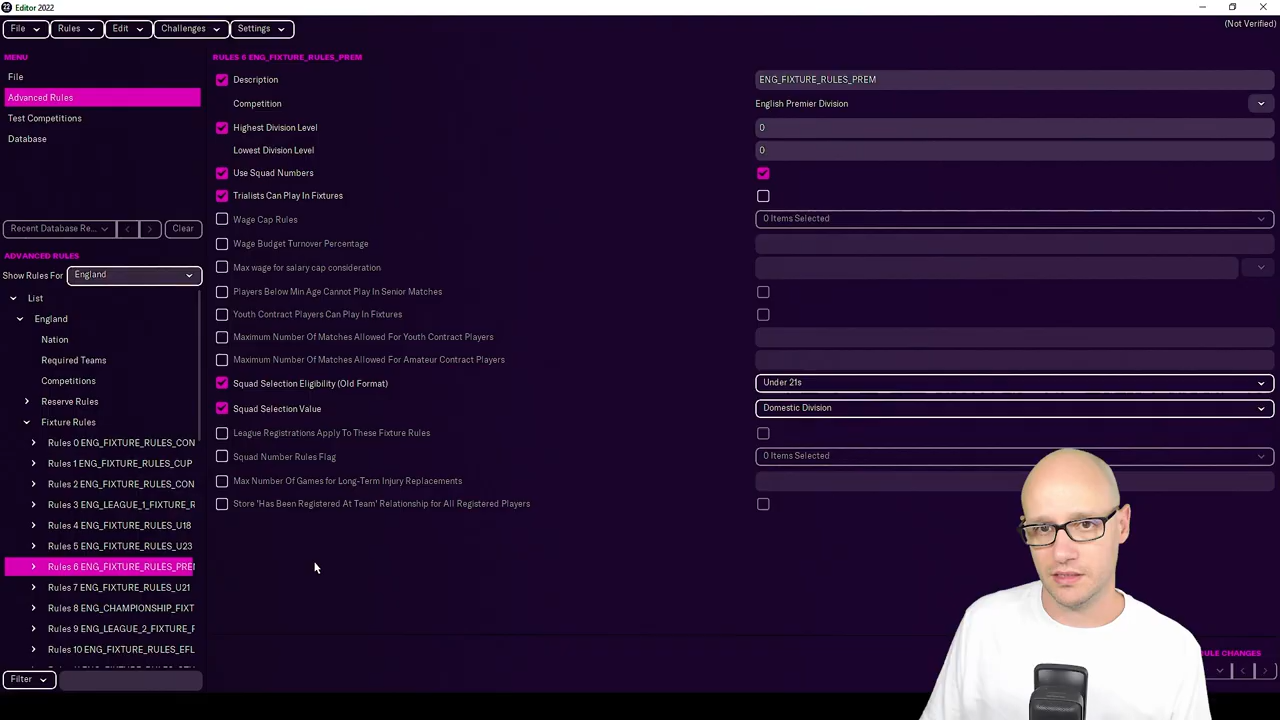 22 Editor 2022
File Rules Edit Challenges Settings
(Not Verified)
MENU
File
Advanced Rules
Test Competitions
Database
Recent Database Re... < > Clear
ADVANCED RULES
Show Rules For England
List
England
Nation
Required Teams
Competitions
Reserve Rules
Fixture Rules
Rules 0 ENG_FIXTURE_RULES_CON
Rules 1 ENG_FIXTURE_RULES_CUP
Rules 2 ENG_FIXTURE_RULES_CON
Rules 3 ENG_LEAGUE_1_FIXTURE_R
Rules 4 ENG_FIXTURE_RULES_U18
Rules 5 ENG_FIXTURE_RULES_U23
Rules 6 ENG_FIXTURE_RULES_PRE
Rules 7 ENG_FIXTURE_RULES_U21
Rules 8 ENG_CHAMPIONSHIP_FIXT
Rules 9 ENG_LEAGUE_2_FIXTURE_F
Rules 10 ENG_FIXTURE_RULES_EFL
Filter
RULES 6 ENG_FIXTURE_RULES_PREM
Description ENG_FIXTURE_RULES_PREM
Competition English Premier Division
Highest Division Level 0
Lowest Division Level 0
Use Squad Numbers
Trialists Can Play In Fixtures
Wage Cap Rules 0 Items Selected
Wage Budget Turnover Percentage
Max wage for salary cap consideration
Players Below Min Age Cannot Play In Senior Matches
Youth Contract Players Can Play In Fixtures
Maximum Number Of Matches Allowed For Youth Contract Players
Maximum Number Of Matches Allowed For Amateur Contract Players
Squad Selection Eligibility (Old Format) Under 21s
Squad Selection Value Domestic Division
League Registrations Apply To These Fixture Rules
Squad Number Rules Flag 0 Items Selected
Max Number Of Games for Long-Term Injury Replacements
Store 'Has Been Registered At Team' Relationship for All Registered Players
RULE CHANGES